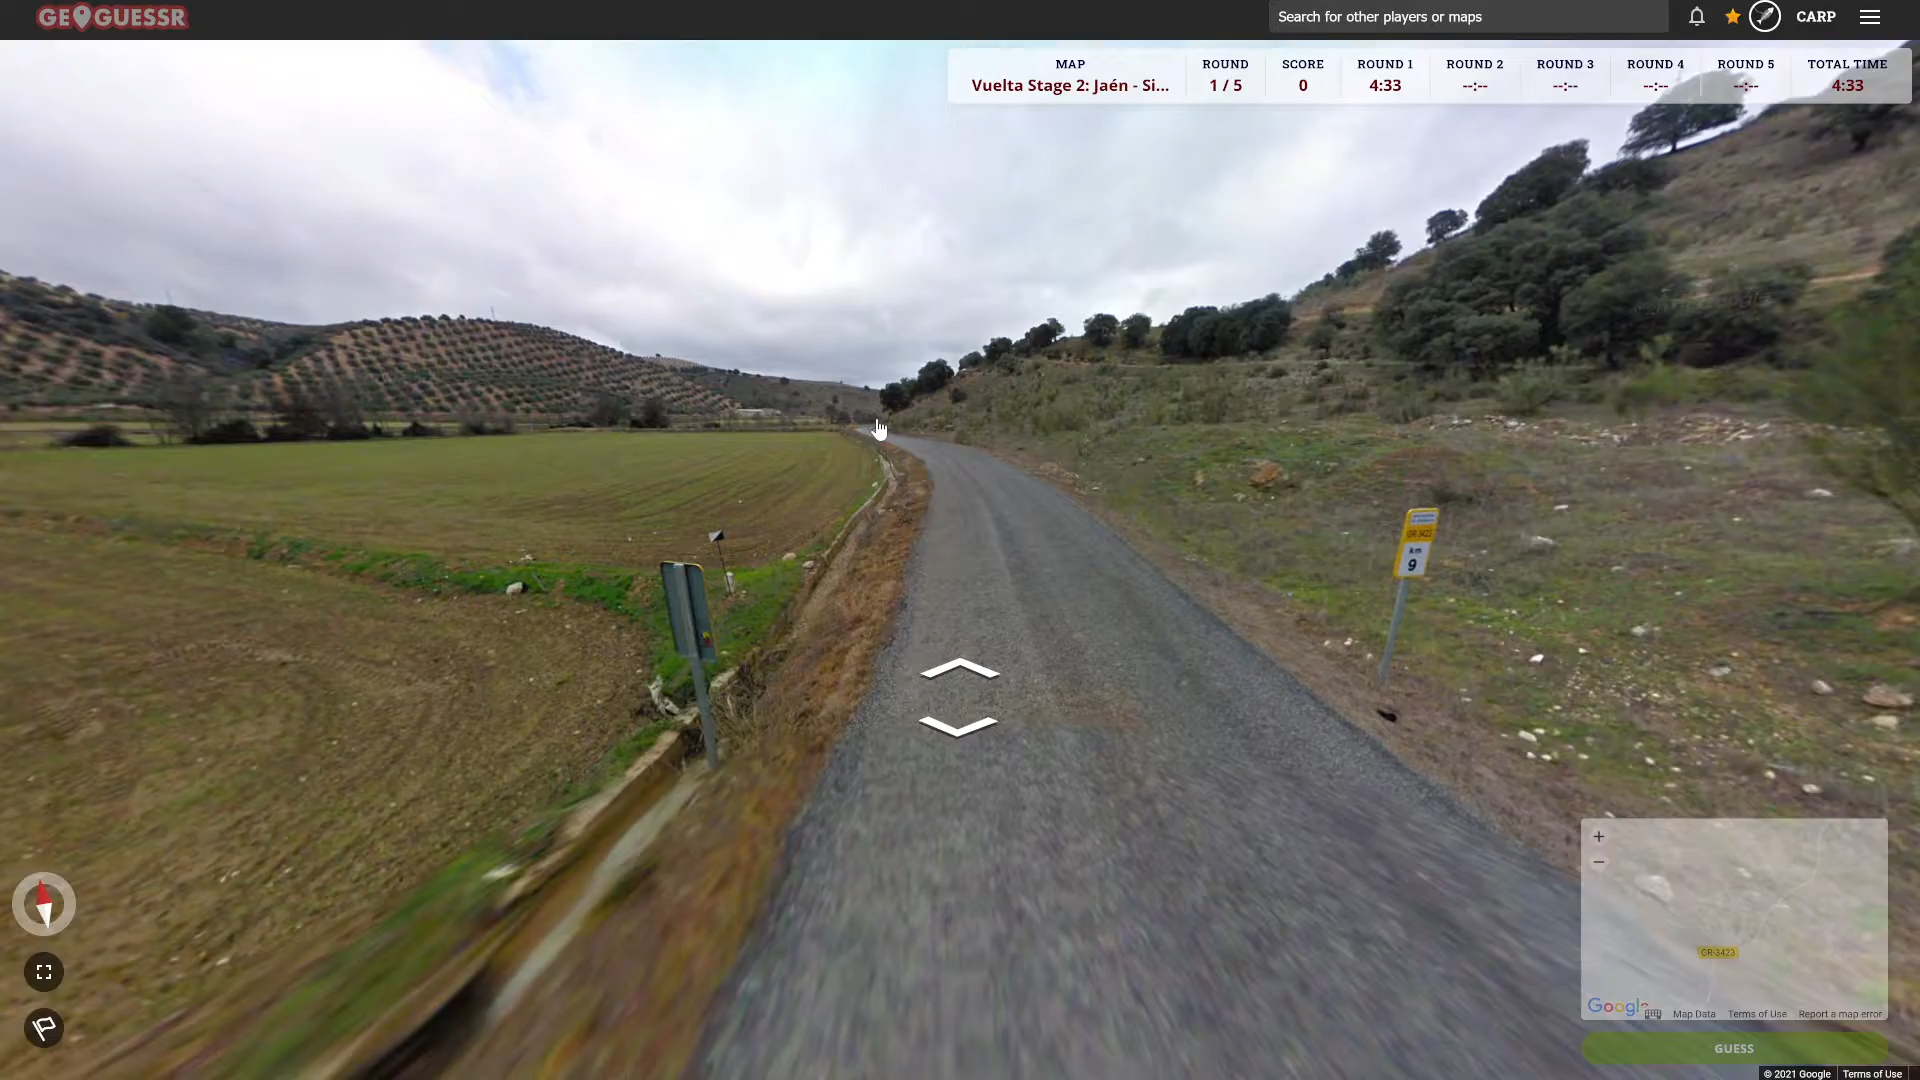 GEOGUESSR
Search for other players or maps
CARP
MAP
Vuelta Stage 2: Jaén - Si...
ROUND
1 / 5
SCORE
0
ROUND 1
4:33
ROUND 2
--:--
ROUND 3
--:--
ROUND 4
--:--
ROUND 5
--:--
TOTAL TIME
4:33
km
9
+
−
GR-3423
Google
Map Data
Terms of Use
Report a map error
GUESS
© 2021 Google
Terms of Use